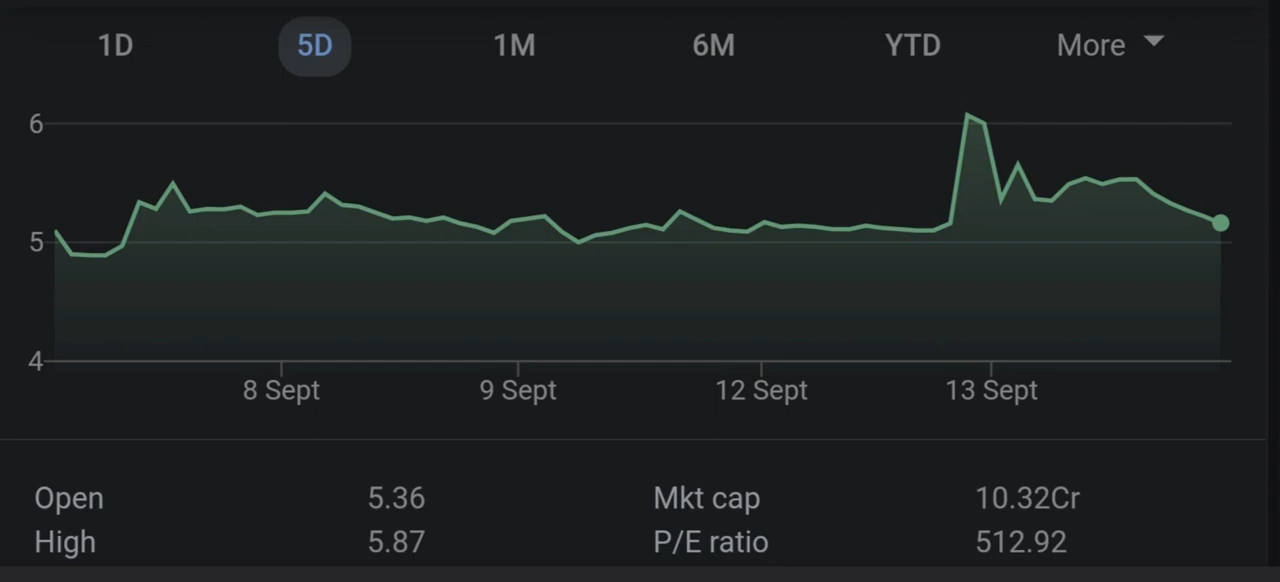 1D 5D 1M 6M YTD More
6
5
4
8 Sept 9 Sept 12 Sept 13 Sept
Open 5.36 Mkt cap 10.32Cr
High 5.87 P/E ratio 512.92